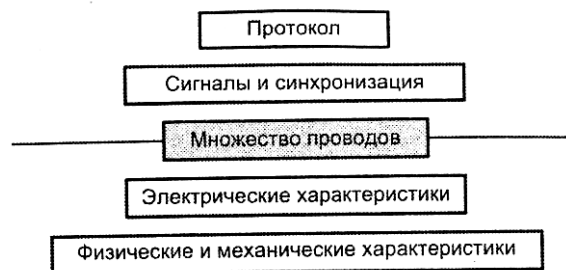 Протокол
Сигналы и синхронизация
Множество проводов
Электрические характеристики
Физические и механические характеристики